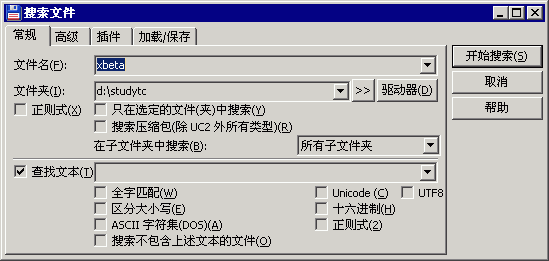 搜索文件
常规 高级 插件 加载/保存
文件名(F): xbeta 开始搜索(S)
文件夹(I): d:\studytc >> 驱动器(D) 取消
正则式(X) 只在选定的文件(夹)中搜索(Y) 帮助
搜索压缩包(除 UC2 外所有类型)(R)
在子文件夹中搜索(B): 所有子文件夹
查找文本(T)
全字匹配(W) Unicode (C) UTF8
区分大小写(E) 十六进制(H)
ASCII 字符集(DOS)(A) 正则式(2)
搜索不包含上述文本的文件(O)